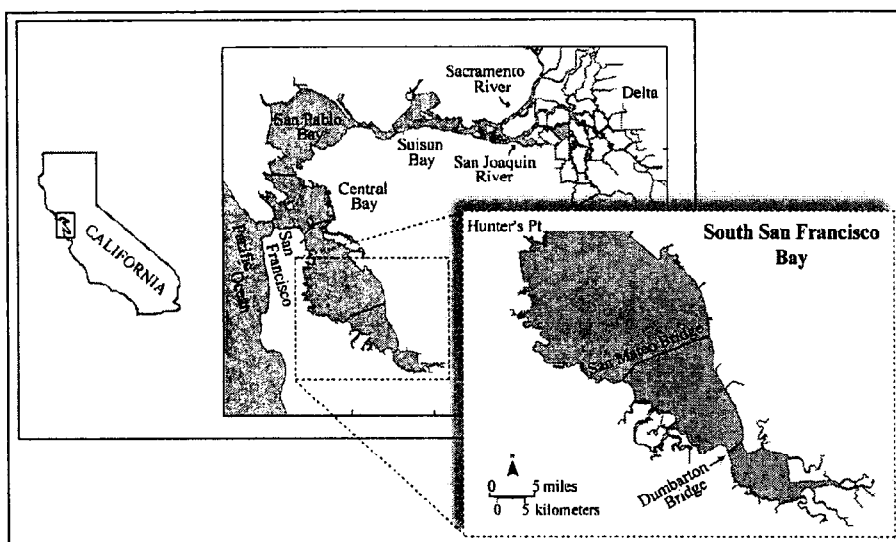 Sacramento
River
Delta
San Pablo
Bay
Suisun
Bay
San Joaquin
River
Central
Bay
Pacific Ocean
San
Francisco
CALIFORNIA
Hunter's Pt
South San Francisco
Bay
San Mateo Bridge
Dumbarton
Bridge
0 5 miles
0 5 kilometers